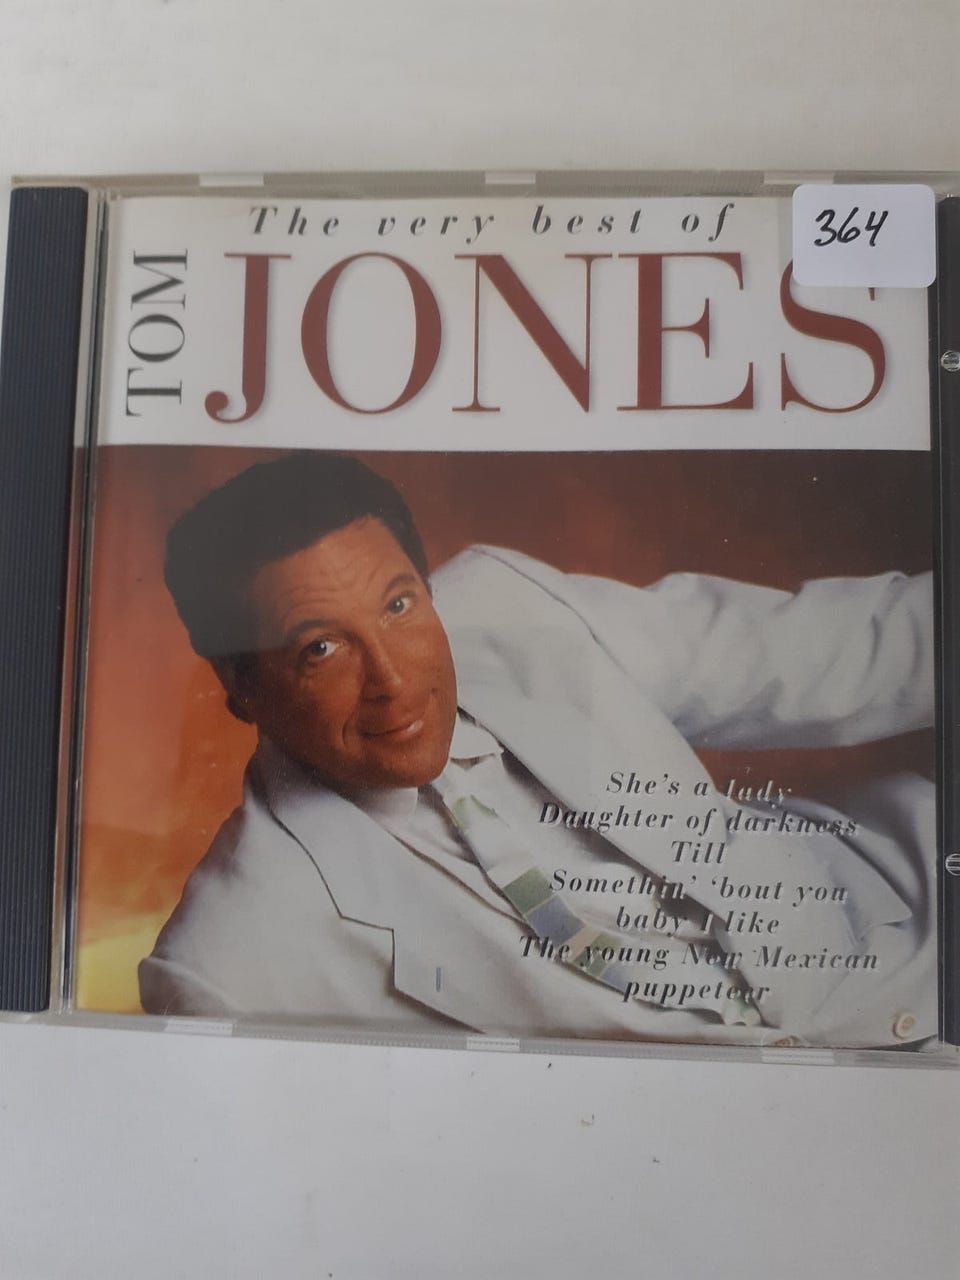 The very best of
364
TOM
JONES
She's a lady
Daughter of darkness
Till
Somethin' 'bout you
baby I like
The young New Mexican
puppeteer